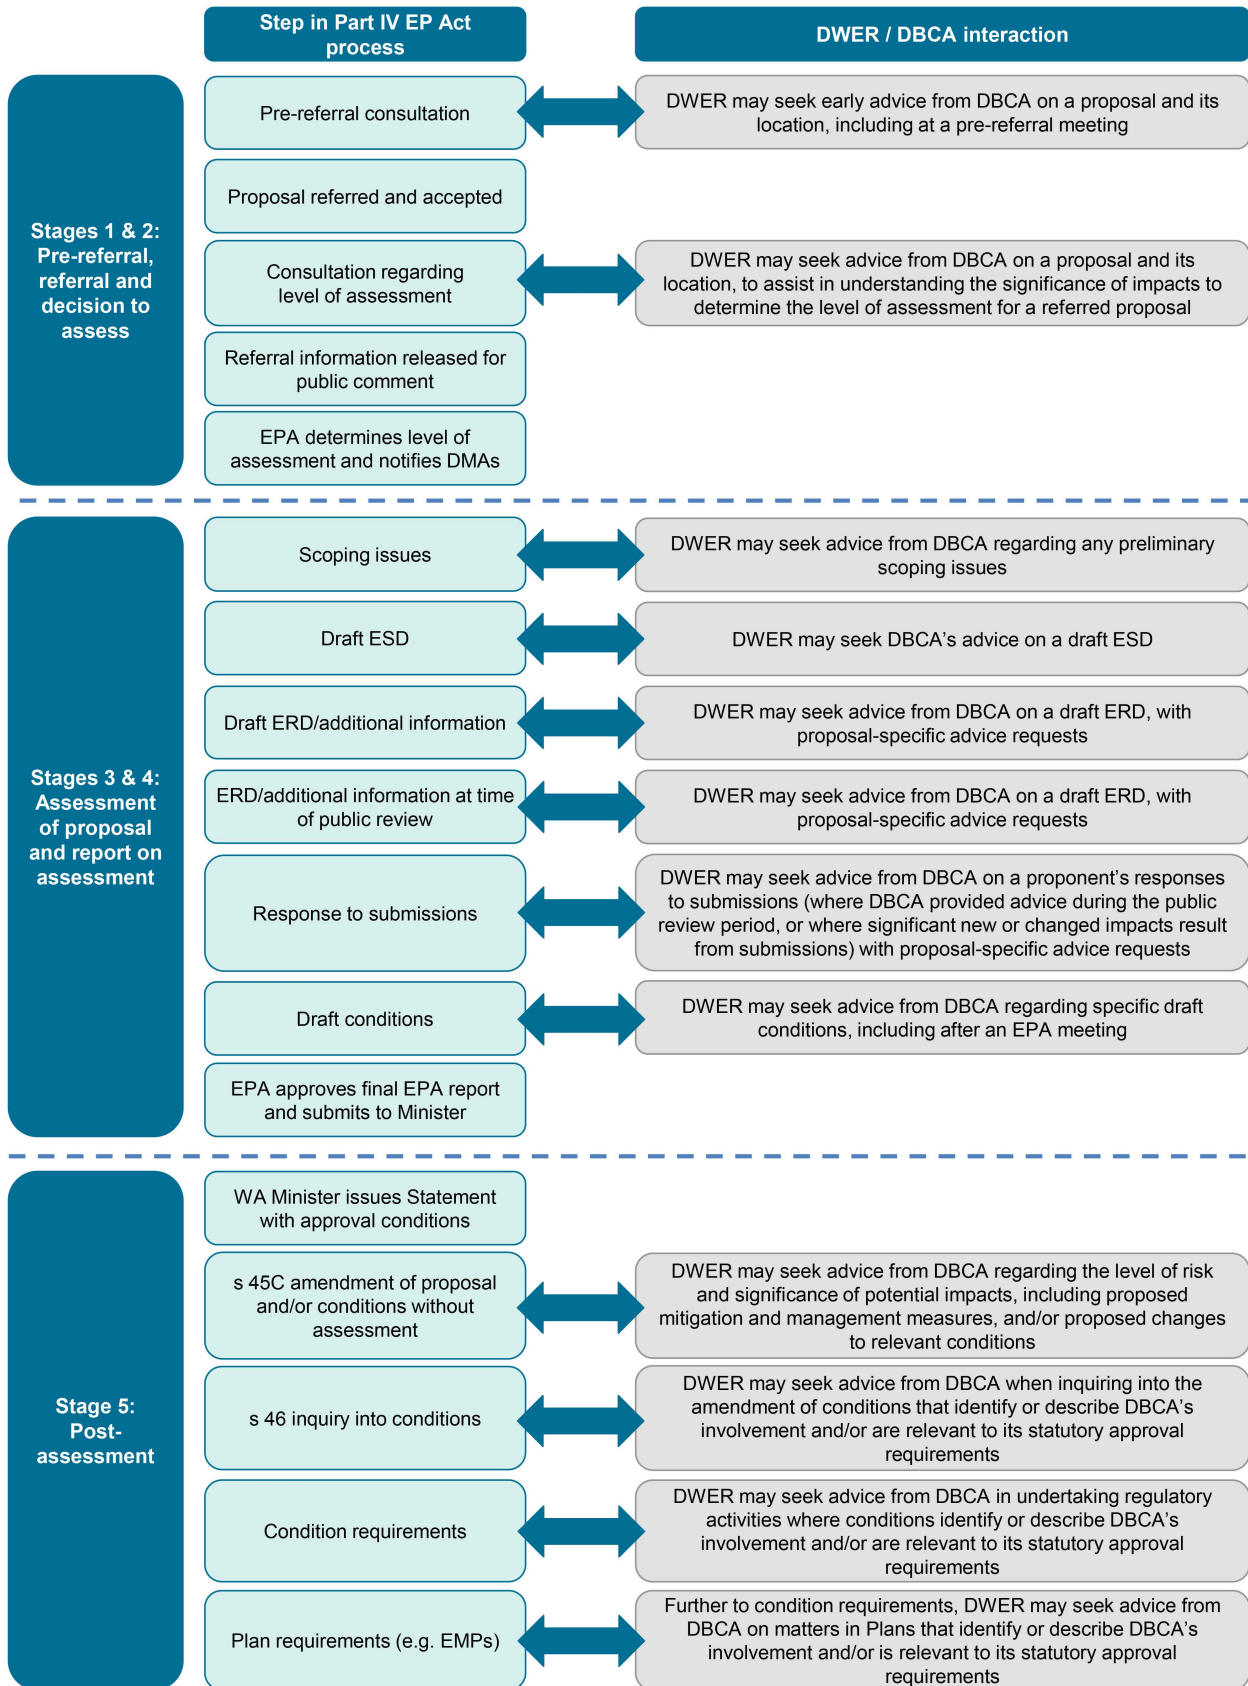 Step in Part IV EP Act
process
DWER / DBCA interaction
Stages 1 & 2:
Pre-referral,
referral and
decision to
assess
Pre-referral consultation
DWER may seek early advice from DBCA on a proposal and its
location, including at a pre-referral meeting
Proposal referred and accepted
Consultation regarding
level of assessment
DWER may seek advice from DBCA on a proposal and its
location, to assist in understanding the significance of impacts to
determine the level of assessment for a referred proposal
Referral information released for
public comment
EPA determines level of
assessment and notifies DMAs
Stages 3 & 4:
Assessment
of proposal
and report on
assessment
Scoping issues
DWER may seek advice from DBCA regarding any preliminary
scoping issues
Draft ESD
DWER may seek DBCA’s advice on a draft ESD
Draft ERD/additional information
DWER may seek advice from DBCA on a draft ERD, with
proposal-specific advice requests
ERD/additional information at time
of public review
DWER may seek advice from DBCA on a draft ERD, with
proposal-specific advice requests
Response to submissions
DWER may seek advice from DBCA on a proponent’s responses
to submissions (where DBCA provided advice during the public
review period, or where significant new or changed impacts result
from submissions) with proposal-specific advice requests
Draft conditions
DWER may seek advice from DBCA regarding specific draft
conditions, including after an EPA meeting
EPA approves final EPA report
and submits to Minister
Stage 5:
Post-
assessment
WA Minister issues Statement
with approval conditions
s 45C amendment of proposal
and/or conditions without
assessment
DWER may seek advice from DBCA regarding the level of risk
and significance of potential impacts, including proposed
mitigation and management measures, and/or proposed changes
to relevant conditions
s 46 inquiry into conditions
DWER may seek advice from DBCA when inquiring into the
amendment of conditions that identify or describe DBCA’s
involvement and/or are relevant to its statutory approval
requirements
Condition requirements
DWER may seek advice from DBCA in undertaking regulatory
activities where conditions identify or describe DBCA’s
involvement and/or are relevant to its statutory approval
requirements
Plan requirements (e.g. EMPs)
Further to condition requirements, DWER may seek advice from
DBCA on matters in Plans that identify or describe DBCA’s
involvement and/or is relevant to its statutory approval
requirements